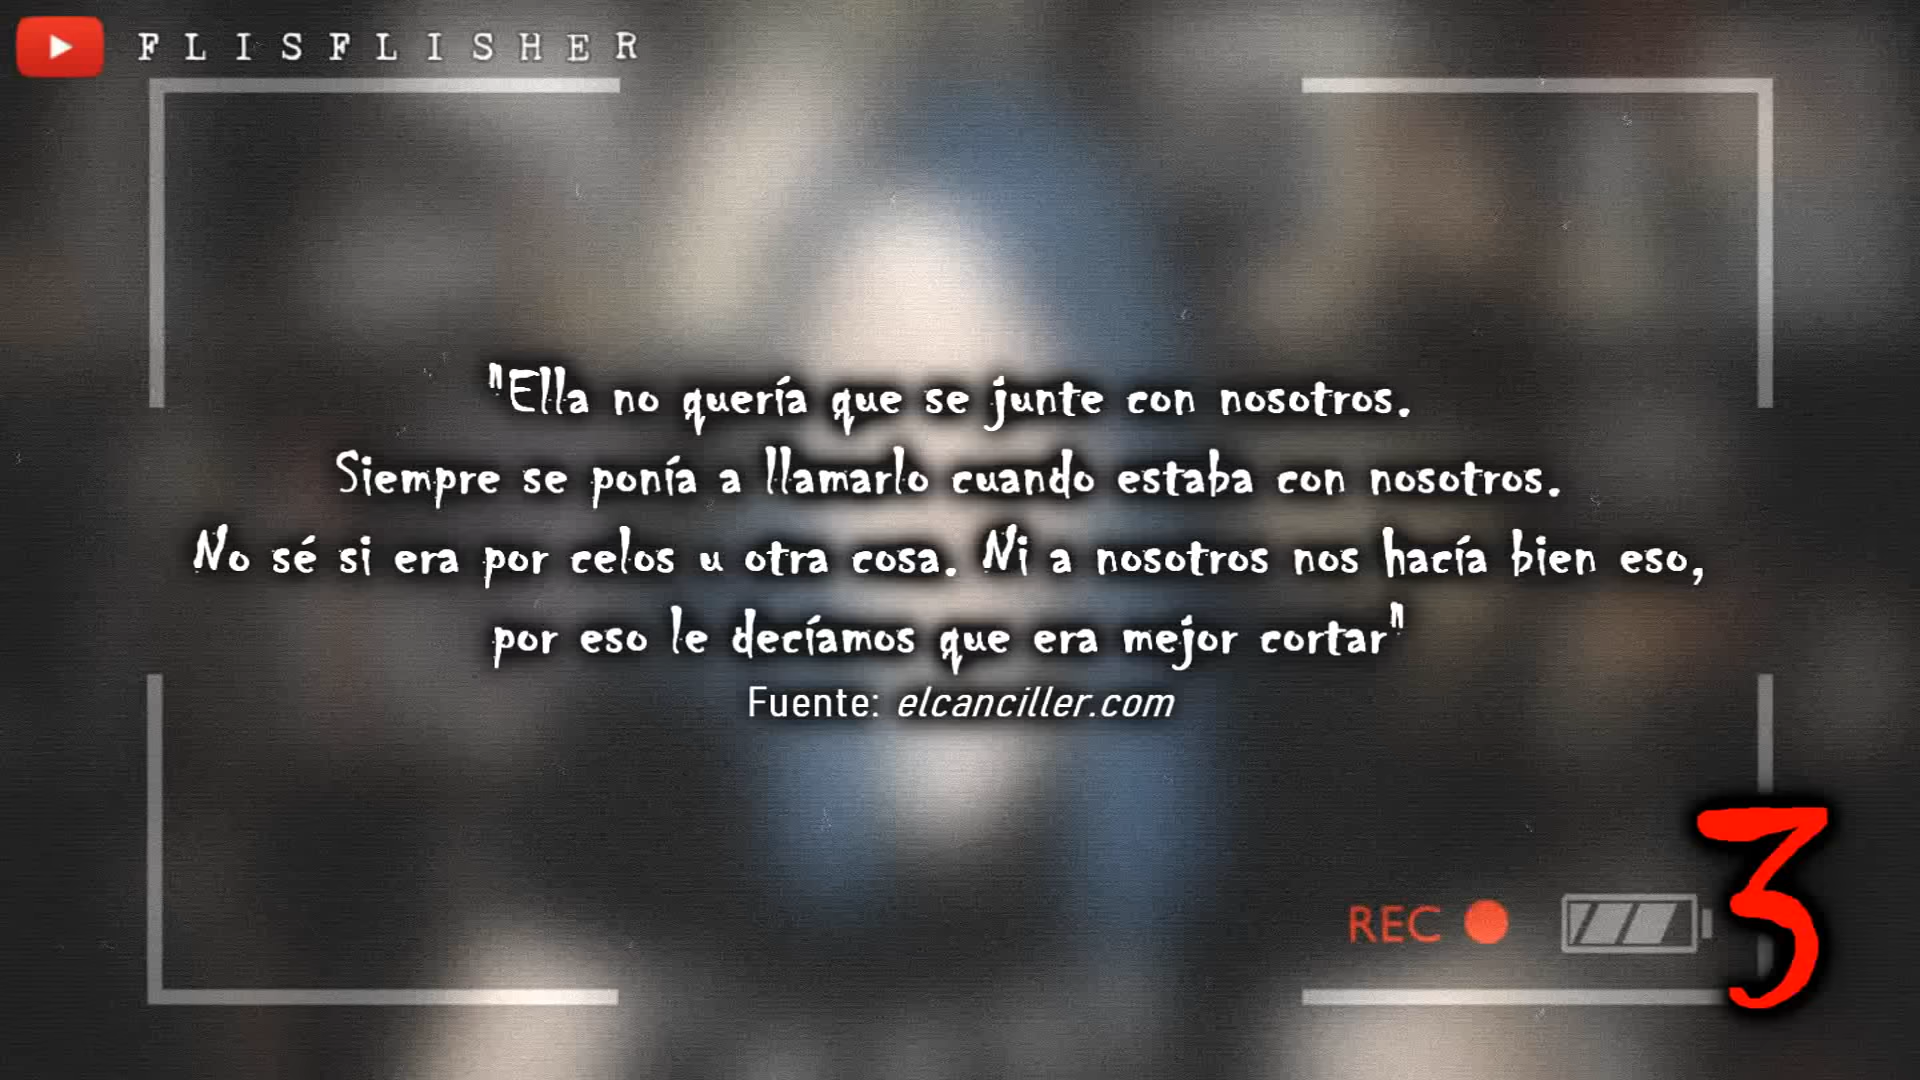 FLISFLISHER
"Ella no quería que se junte con nosotros.
Siempre se ponía a llamarlo cuando estaba con nosotros.
No sé si era por celos u otra cosa. Ni a nosotros nos hacía bien eso,
por eso le decíamos que era mejor cortar"
Fuente: elcanciller.com
REC
3